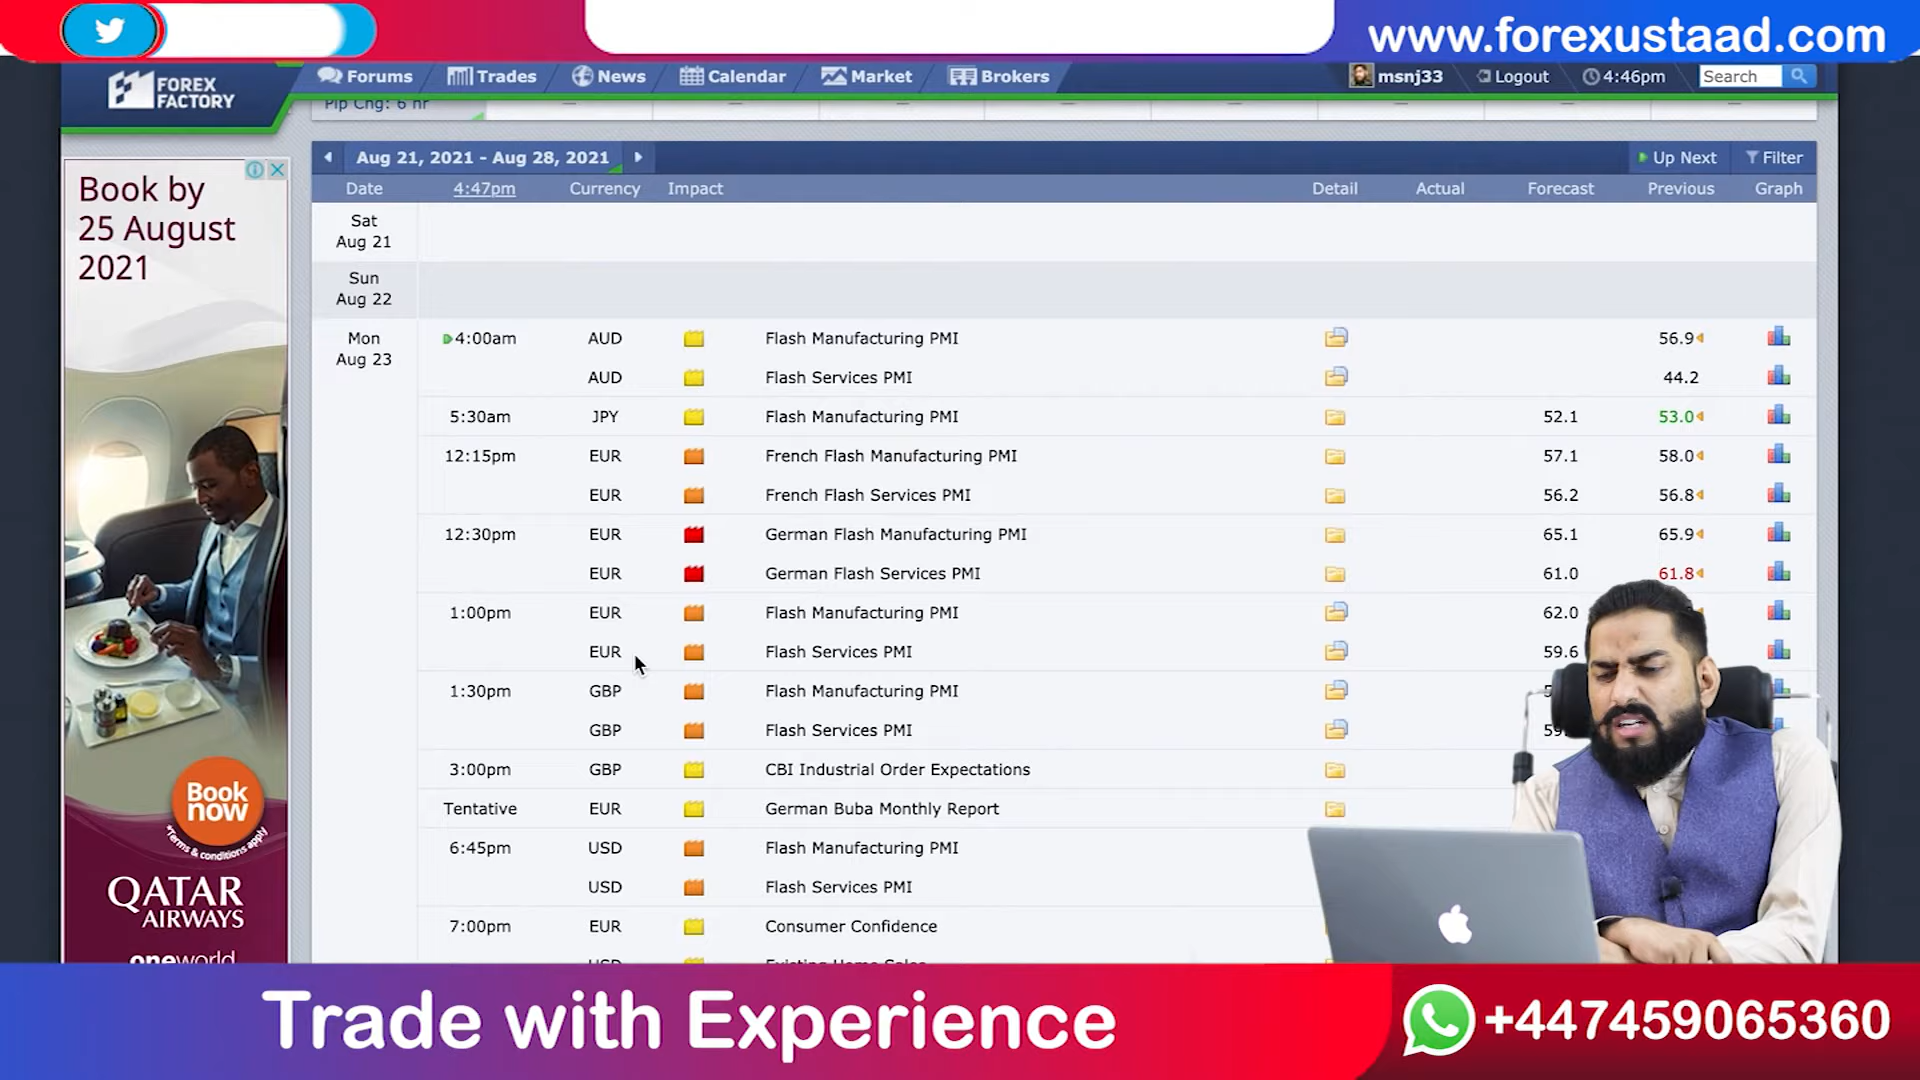 www.forexustaad.com
FOREX
FACTORY
Forums
Trades
News
Calendar
Market
Brokers
msnj33
Logout
4:46pm
Search
Pip Chg: 6 hr
Book by
25 August
2021
Book
now
*Terms & conditions apply
QATAR
AIRWAYS
oneworld
Aug 21, 2021 - Aug 28, 2021
Up Next
Filter
Date 4:47pm Currency Impact Detail Actual Forecast Previous Graph
Sat
Aug 21
Sun
Aug 22
Mon
Aug 23
4:00am AUD Flash Manufacturing PMI 56.9
AUD Flash Services PMI 44.2
5:30am JPY Flash Manufacturing PMI 52.1 53.0
12:15pm EUR French Flash Manufacturing PMI 57.1 58.0
EUR French Flash Services PMI 56.2 56.8
12:30pm EUR German Flash Manufacturing PMI 65.1 65.9
EUR German Flash Services PMI 61.0 61.8
1:00pm EUR Flash Manufacturing PMI 62.0
EUR Flash Services PMI 59.6
1:30pm GBP Flash Manufacturing PMI
GBP Flash Services PMI
3:00pm GBP CBI Industrial Order Expectations
Tentative EUR German Buba Monthly Report
6:45pm USD Flash Manufacturing PMI
USD Flash Services PMI
7:00pm EUR Consumer Confidence
USD Existing Home Sales
Trade with Experience
+447459065360